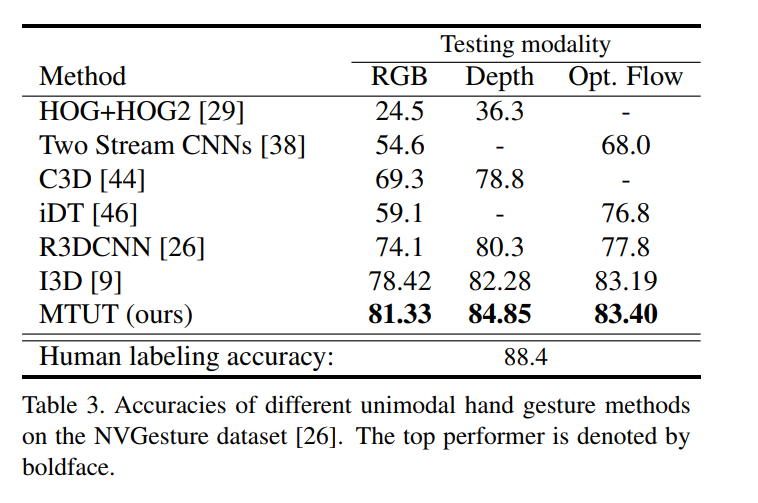 Testing modality
Method RGB Depth Opt. Flow
HOG+HOG2 [29] 24.5 36.3 -
Two Stream CNNs [38] 54.6 - 68.0
C3D [44] 69.3 78.8 -
iDT [46] 59.1 - 76.8
R3DCNN [26] 74.1 80.3 77.8
I3D [9] 78.42 82.28 83.19
MTUT (ours) 81.33 84.85 83.40
Human labeling accuracy: 88.4
Table 3. Accuracies of different unimodal hand gesture methods
on the NVGesture dataset [26]. The top performer is denoted by
boldface.